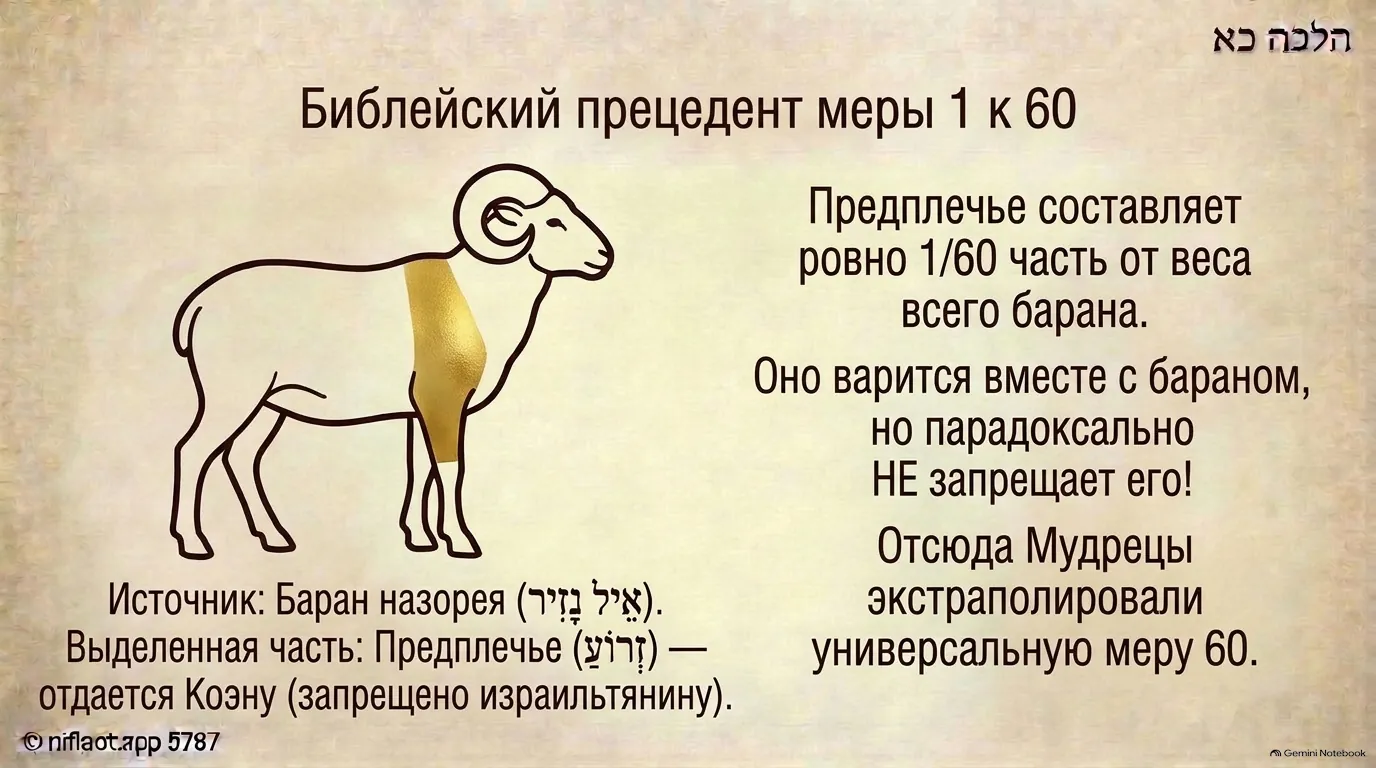 הלכה כא
Библейский прецедент меры 1 к 60
Предплечье составляет
ровно 1/60 часть от веса
всего барана.
Оно варится вместе с бараном,
но парадоксально
НЕ запрещает его!
Отсюда Мудрецы
экстраполировали
универсальную меру 60.
Источник: Баран назорея (אֵיל נָזִיר).
Выделенная часть: Предплечье (זְרוֹעַ) —
отдается Коэну (запрещено израильтянину).
© niflaot.app 5787
Gemini Notebook